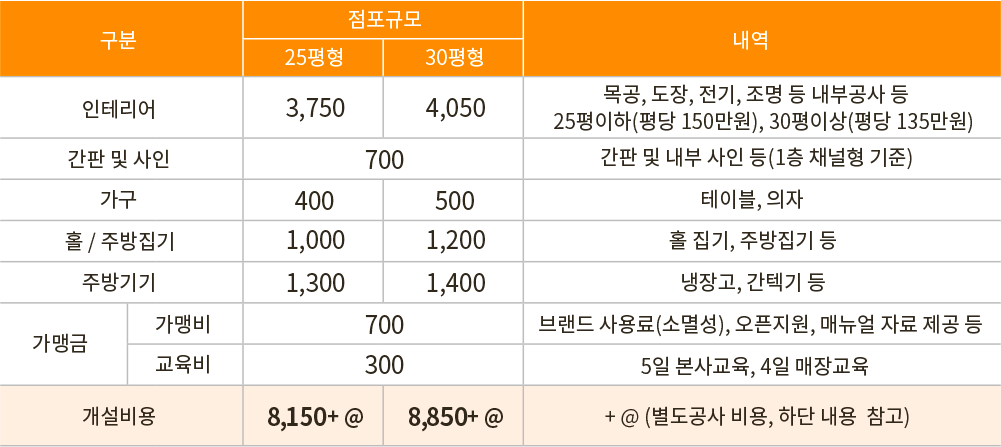 구분 점포규모 내역
25평형 30평형
인테리어 3,750 4,050 목공, 도장, 전기, 조명 등 내부공사 등
25평이하(평당 150만원), 30평이상(평당 135만원)
간판 및 사인 700 간판 및 내부 사인 등(1층 채널형 기준)
가구 400 500 테이블, 의자
홀 / 주방집기 1,000 1,200 홀 집기, 주방집기 등
주방기기 1,300 1,400 냉장고, 간텍기 등
가맹금 가맹비 700 브랜드 사용료(소멸성), 오픈지원, 매뉴얼 자료 제공 등
교육비 300 5일 본사교육, 4일 매장교육
개설비용 8,150+ @ 8,850+ @ + @ (별도공사 비용, 하단 내용 참고)